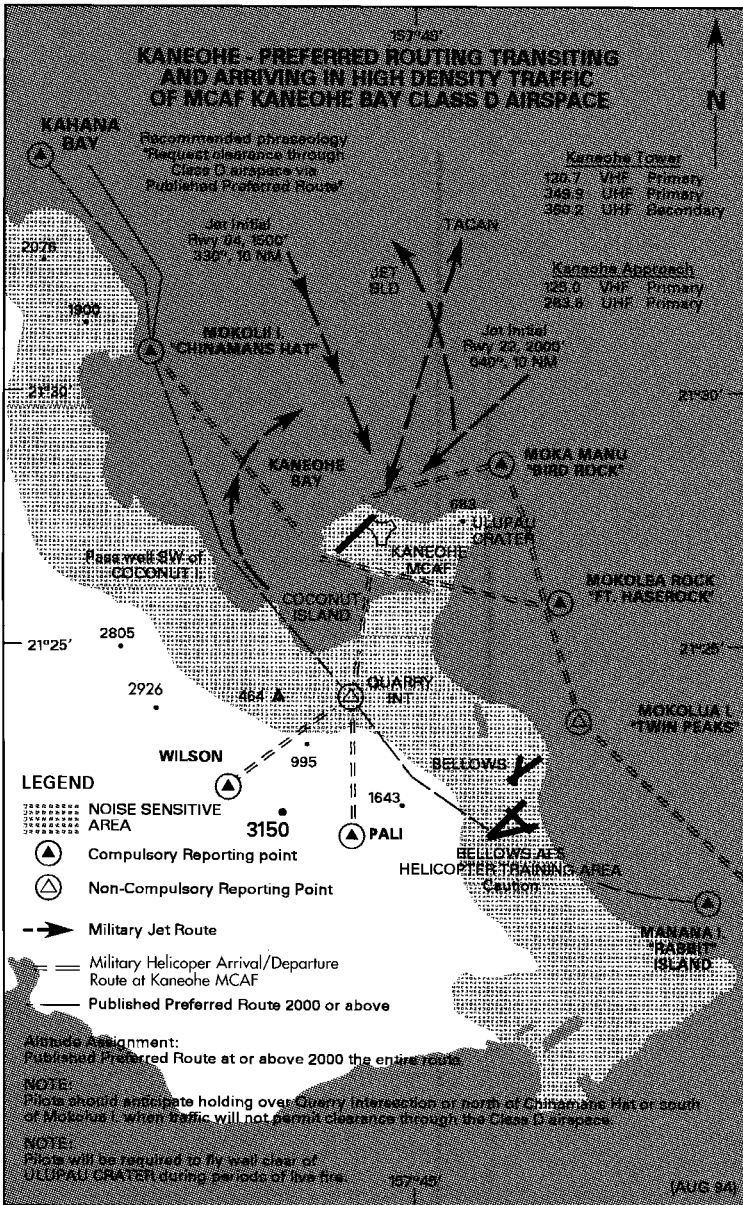 157°45'
KANEOHE - PREFERRED ROUTING TRANSITING
AND ARRIVING IN HIGH DENSITY TRAFFIC
OF MCAF KANEOHE BAY CLASS D AIRSPACE
N
KAHANA
BAY
Recommended phraseology
"Request clearance through
Class D airspace via
Published Preferred Route"
Kaneohe Tower
120.7 VHF Primary
349.9 UHF Primary
360.2 UHF Secondary
Jet Initial
Rwy 04, 1500'
330°, 10 NM
TACAN
JET
SLD
Kaneohe Approach
125.0 VHF Primary
263.6 UHF Primary
2076
1900
MOKOLII I.
"CHINAMANS HAT"
Jet Initial
Rwy 22, 2000'
040°, 10 NM
21°30'
21°30'
KANEOHE
BAY
MOKA MANU
"BIRD ROCK"
683
ULUPAU
CRATER
KANEOHE
MCAF
Pass well SW of
COCONUT I.
COCONUT
ISLAND
MOKOLEA ROCK
"FT. HASEROCK"
21°25'
21°25'
2805
2926
464
QUARRY
INT
MOKOLUA I.
"TWIN PEAKS"
WILSON
995
BELLOWS
LEGEND
NOISE SENSITIVE
AREA
3150
1643
PALI
Compulsory Reporting point
BELLOWS AFS
HELICOPTER TRAINING AREA
Caution
Non-Compulsory Reporting Point
Military Jet Route
MANANA I.
"RABBIT"
ISLAND
Military Helicoper Arrival/Departure
Route at Kaneohe MCAF
Published Preferred Route 2000 or above
Altitude Assignment:
Published Preferred Route at or above 2000 the entire route
NOTE:
Pilots should anticipate holding over Quarry Intersection or north of Chinamans Hat or south
of Mokolua I. when traffic will not permit clearance through the Class D airspace.
NOTE:
Pilots will be required to fly well clear of
ULUPAU CRATER during periods of live fire.
157°45'
(AUG 94)